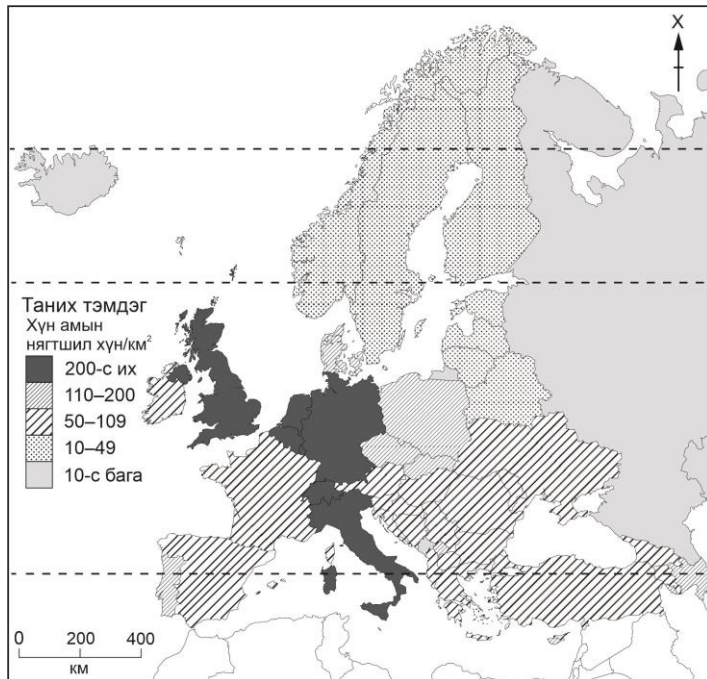 Х
Таних тэмдэг
Хүн амын
нягтшил хүн/км²
200-с их
110–200
50–109
10–49
10-с бага
0 200 400
км